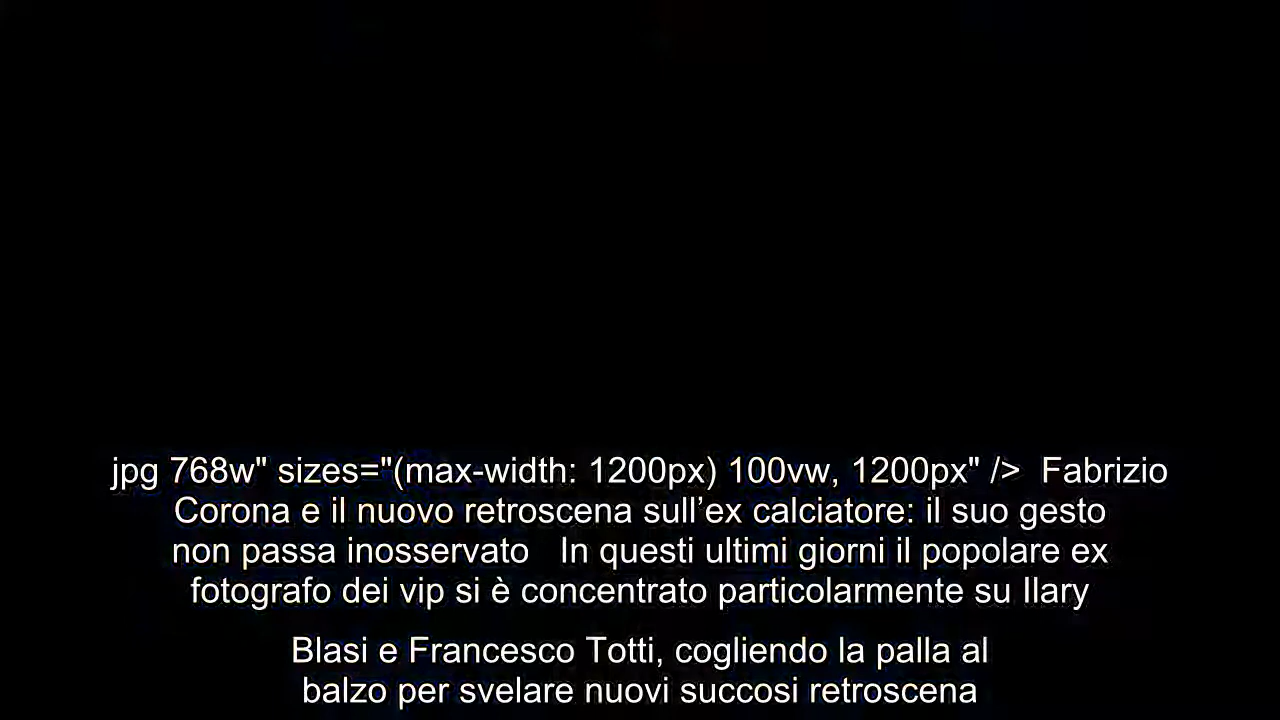 jpg 768w" sizes="(max-width: 1200px) 100vw, 1200px" />  Fabrizio
Corona e il nuovo retroscena sull’ex calciatore: il suo gesto
non passa inosservato   In questi ultimi giorni il popolare ex
fotografo dei vip si è concentrato particolarmente su Ilary
Blasi e Francesco Totti, cogliendo la palla al
balzo per svelare nuovi succosi retroscena